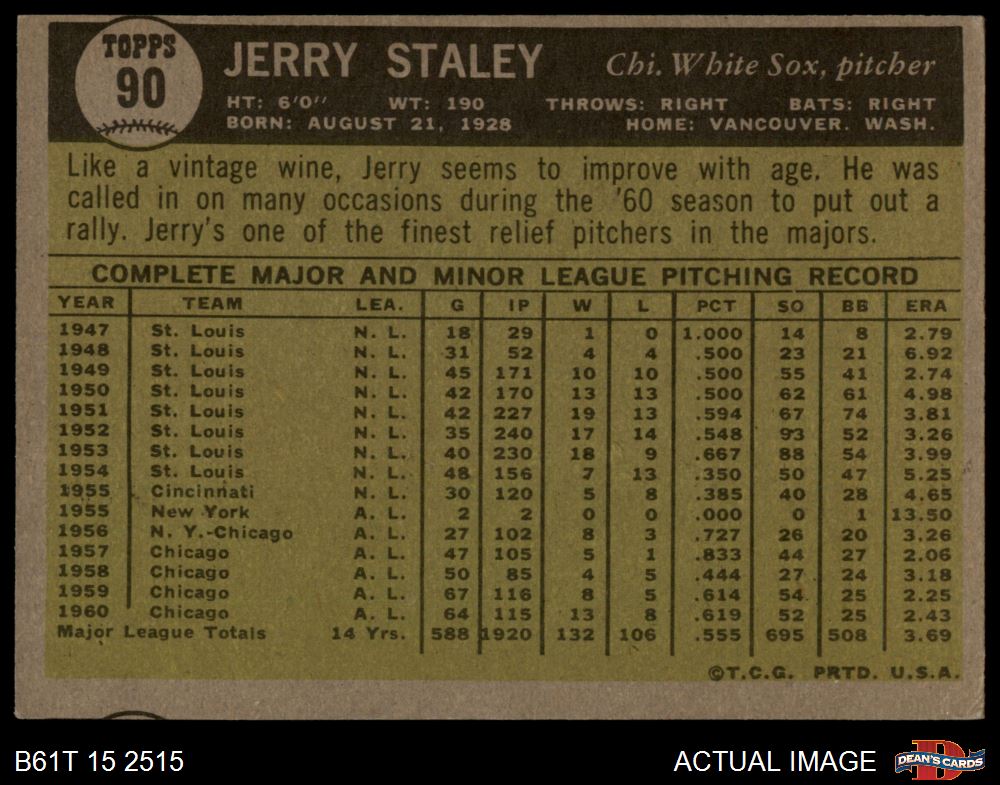 TOPPS
90
JERRY STALEY Chi. White Sox, pitcher
HT: 6'0" WT: 190 THROWS: RIGHT BATS: RIGHT
BORN: AUGUST 21, 1928 HOME: VANCOUVER. WASH.
Like a vintage wine, Jerry seems to improve with age. He was
called in on many occasions during the '60 season to put out a
rally. Jerry's one of the finest relief pitchers in the majors.
COMPLETE MAJOR AND MINOR LEAGUE PITCHING RECORD
YEAR TEAM LEA. G IP W L PCT SO BB ERA
1947 St. Louis N. L. 18 29 1 0 1.000 14 8 2.79
1948 St. Louis N. L. 31 52 4 4 .500 23 21 6.92
1949 St. Louis N. L. 45 171 10 10 .500 55 41 2.74
1950 St. Louis N. L. 42 170 13 13 .500 62 61 4.98
1951 St. Louis N. L. 42 227 19 13 .594 67 74 3.81
1952 St. Louis N. L. 35 240 17 14 .548 93 52 3.26
1953 St. Louis N. L. 40 230 18 9 .667 88 54 3.99
1954 St. Louis N. L. 48 156 7 13 .350 50 47 5.25
1955 Cincinnati N. L. 30 120 5 8 .385 40 28 4.65
1955 New York A. L. 2 2 0 0 .000 0 1 13.50
1956 N. Y.-Chicago A. L. 27 102 8 3 .727 26 20 3.26
1957 Chicago A. L. 47 105 5 1 .833 44 27 2.06
1958 Chicago A. L. 50 85 4 5 .444 27 24 3.18
1959 Chicago A. L. 67 116 8 5 .614 54 25 2.25
1960 Chicago A. L. 64 115 13 8 .619 52 25 2.43
Major League Totals 14 Yrs. 588 1920 132 106 .555 695 508 3.69
©T.C.G. PRTD. U.S.A.
B61T 15 2515 ACTUAL IMAGE DEAN'S CARDS